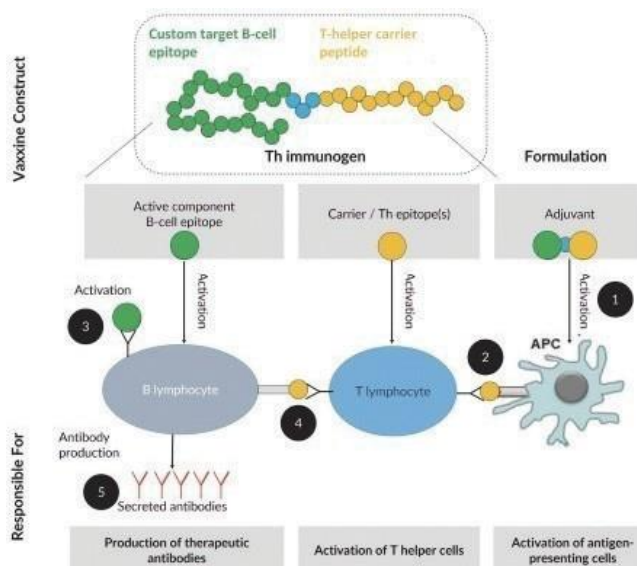 Vaxxine Construct
Custom target B-cell
epitope
T-helper carrier
peptide
Th immunogen
Formulation
Active component
B-cell epitope
Carrier / Th epitope(s)
Adjuvant
Activation
Activation
Activation
Activation
1
3
APC
2
B lymphocyte
T lymphocyte
4
Antibody
production
5
Secreted antibodies
Responsible For
Production of therapeutic
antibodies
Activation of T helper cells
Activation of antigen-
presenting cells